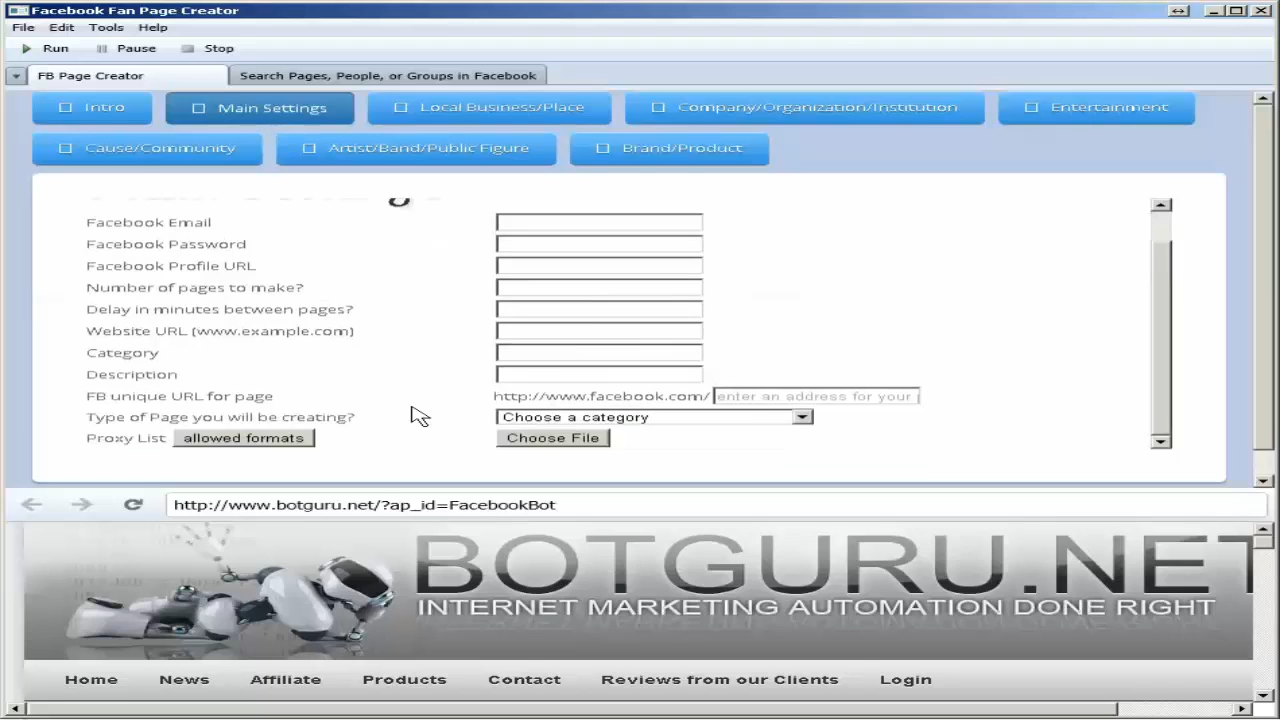 Facebook Fan Page Creator
File Edit Tools Help
Run Pause Stop
FB Page Creator Search Pages, People, or Groups in Facebook
Intro Main Settings Local Business/Place Company/Organization/Institution Entertainment
Cause/Community Artist/Band/Public Figure Brand/Product
Facebook Email
Facebook Password
Facebook Profile URL
Number of pages to make?
Delay in minutes between pages?
Website URL (www.example.com)
Category
Description
FB unique URL for page http://www.facebook.com/ enter an address for your
Type of Page you will be creating? Choose a category
Proxy List allowed formats Choose File
http://www.botguru.net/?ap_id=FacebookBot
BOTGURU.NET
INTERNET MARKETING AUTOMATION DONE RIGHT
Home News Affiliate Products Contact Reviews from our Clients Login